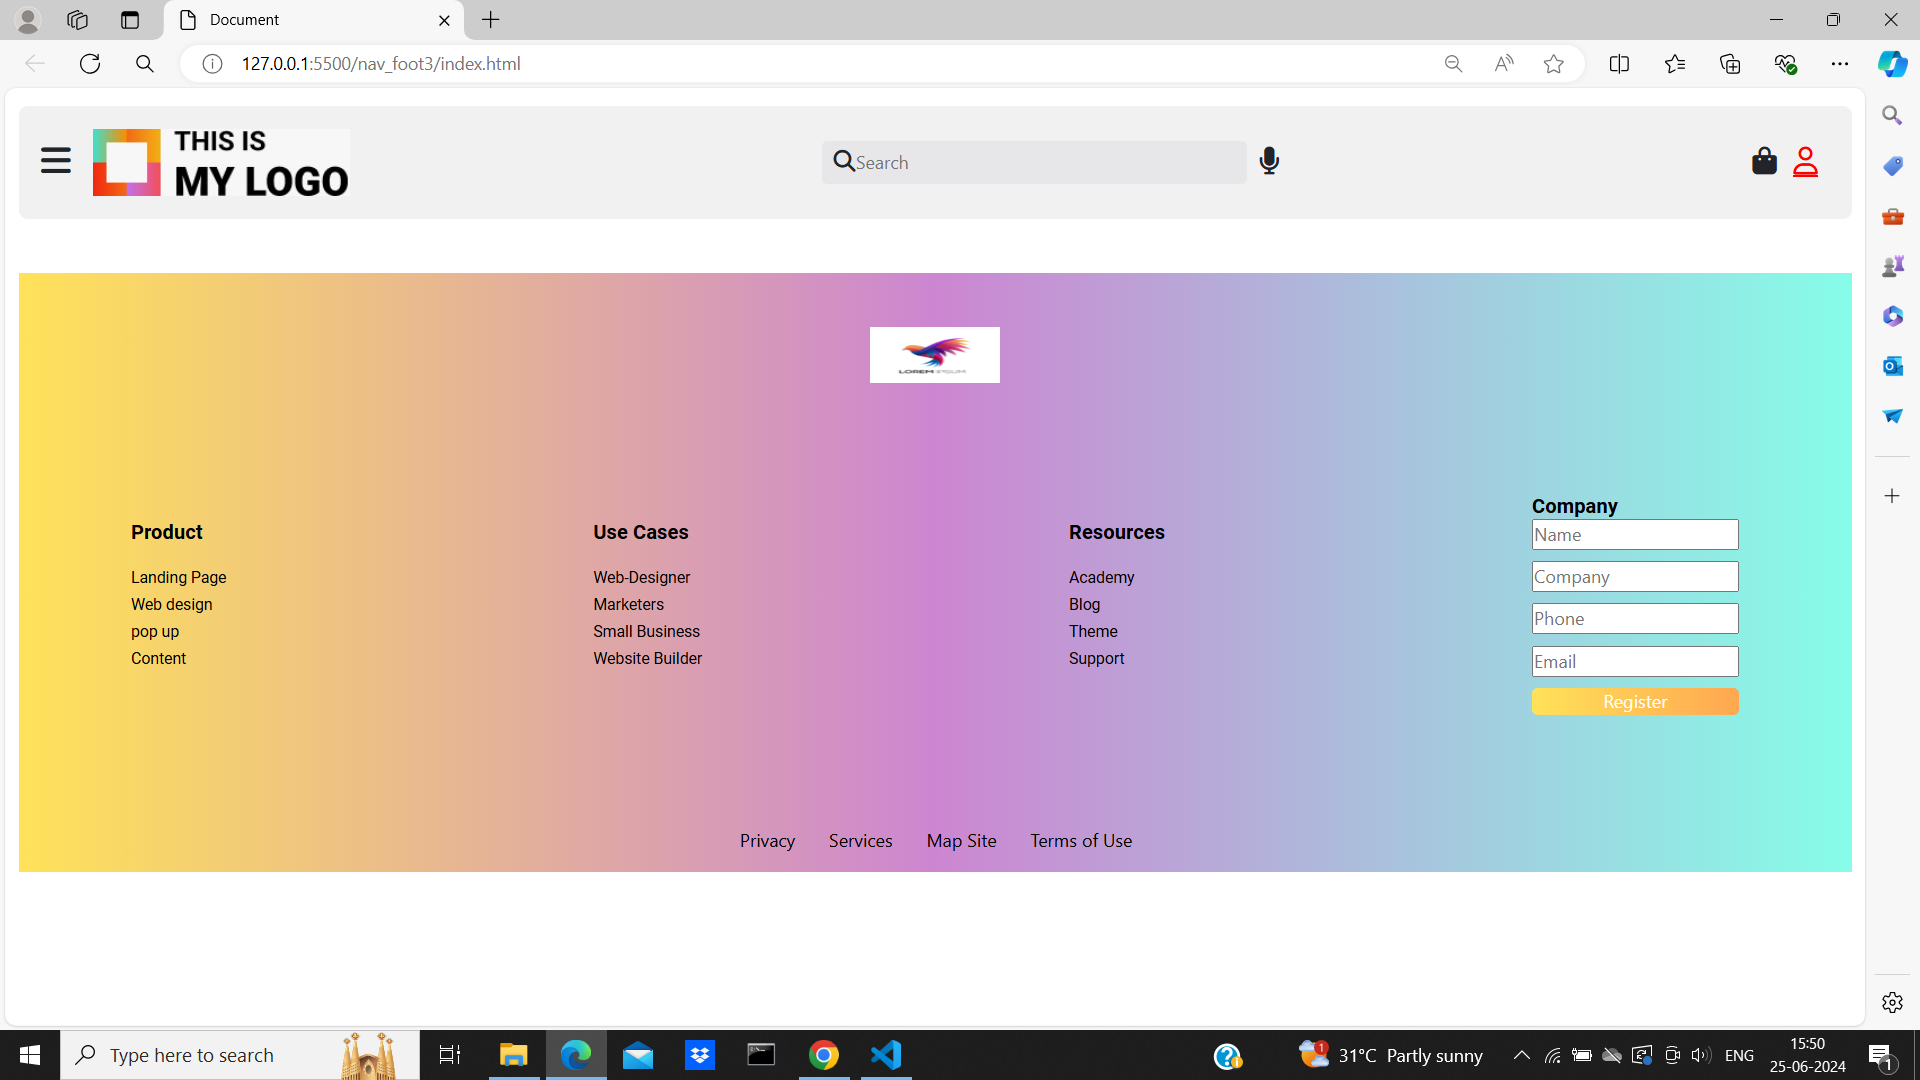 Document
127.0.0.1:5500/nav_foot3/index.html
THIS IS
MY LOGO
Search
LOREM IPSUM
Product
Landing Page
Web design
pop up
Content
Use Cases
Web-Designer
Marketers
Small Business
Website Builder
Resources
Academy
Blog
Theme
Support
Company
Name
Company
Phone
Email
Register
Privacy Services Map Site Terms of Use
Type here to search
1
31°C Partly sunny
ENG
15:50
25-06-2024
1